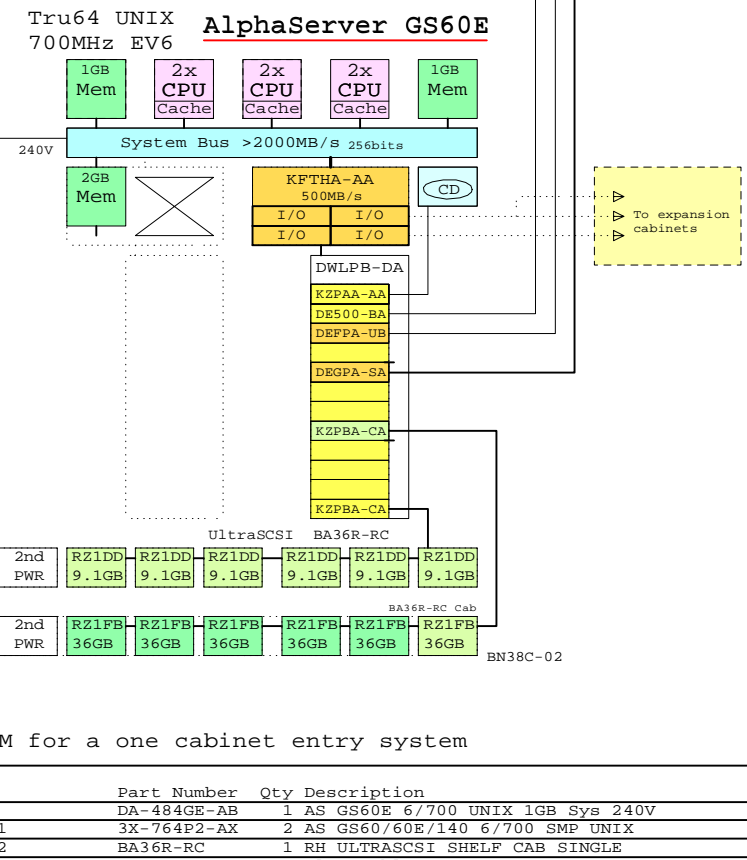 Tru64 UNIX
700MHz EV6
AlphaServer GS60E
1GB
Mem
2x
CPU
Cache
2x
CPU
Cache
2x
CPU
Cache
1GB
Mem
240V
System Bus >2000MB/s 256bits
2GB
Mem
KFTHA-AA
500MB/s
I/O I/O
I/O I/O
CD
To expansion
cabinets
DWLPB-DA
KZPAA-AA
DE500-BA
DEFPA-UB
DEGPA-SA
KZPBA-CA
KZPBA-CA
UltraSCSI BA36R-RC
2nd RZ1DD RZ1DD RZ1DD RZ1DD RZ1DD RZ1DD
PWR 9.1GB 9.1GB 9.1GB 9.1GB 9.1GB 9.1GB
BA36R-RC Cab
2nd RZ1FB RZ1FB RZ1FB RZ1FB RZ1FB RZ1FB
PWR 36GB 36GB 36GB 36GB 36GB 36GB
BN38C-02
M for a one cabinet entry system
Part Number Qty Description
DA-484GE-AB 1 AS GS60E 6/700 UNIX 1GB Sys 240V
1 3X-764P2-AX 2 AS GS60/60E/140 6/700 SMP UNIX
2 BA36R-RC 1 RH ULTRASCSI SHELF CAB SINGLE